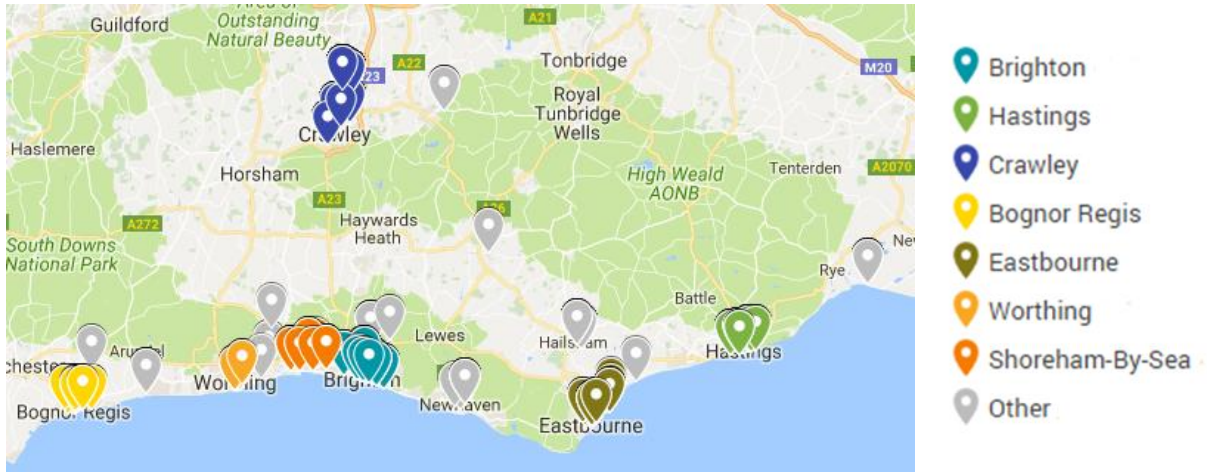 Area of
Outstanding
Natural Beauty
Guildford
A21
Tonbridge
A22
23
M20
Royal
Tunbridge
Wells
Crawley
Haslemere
Horsham
High Weald
AONB
Tenterden
A2070
A23
A26
A272
Haywards
Heath
South Downs
National Park
Rye
Battle
Lewes
Hailsham
Hastings
Arundel
Worthing
Brighton
Newhaven
Bognor Regis
Eastbourne
Brighton
Hastings
Crawley
Bognor Regis
Eastbourne
Worthing
Shoreham-By-Sea
Other